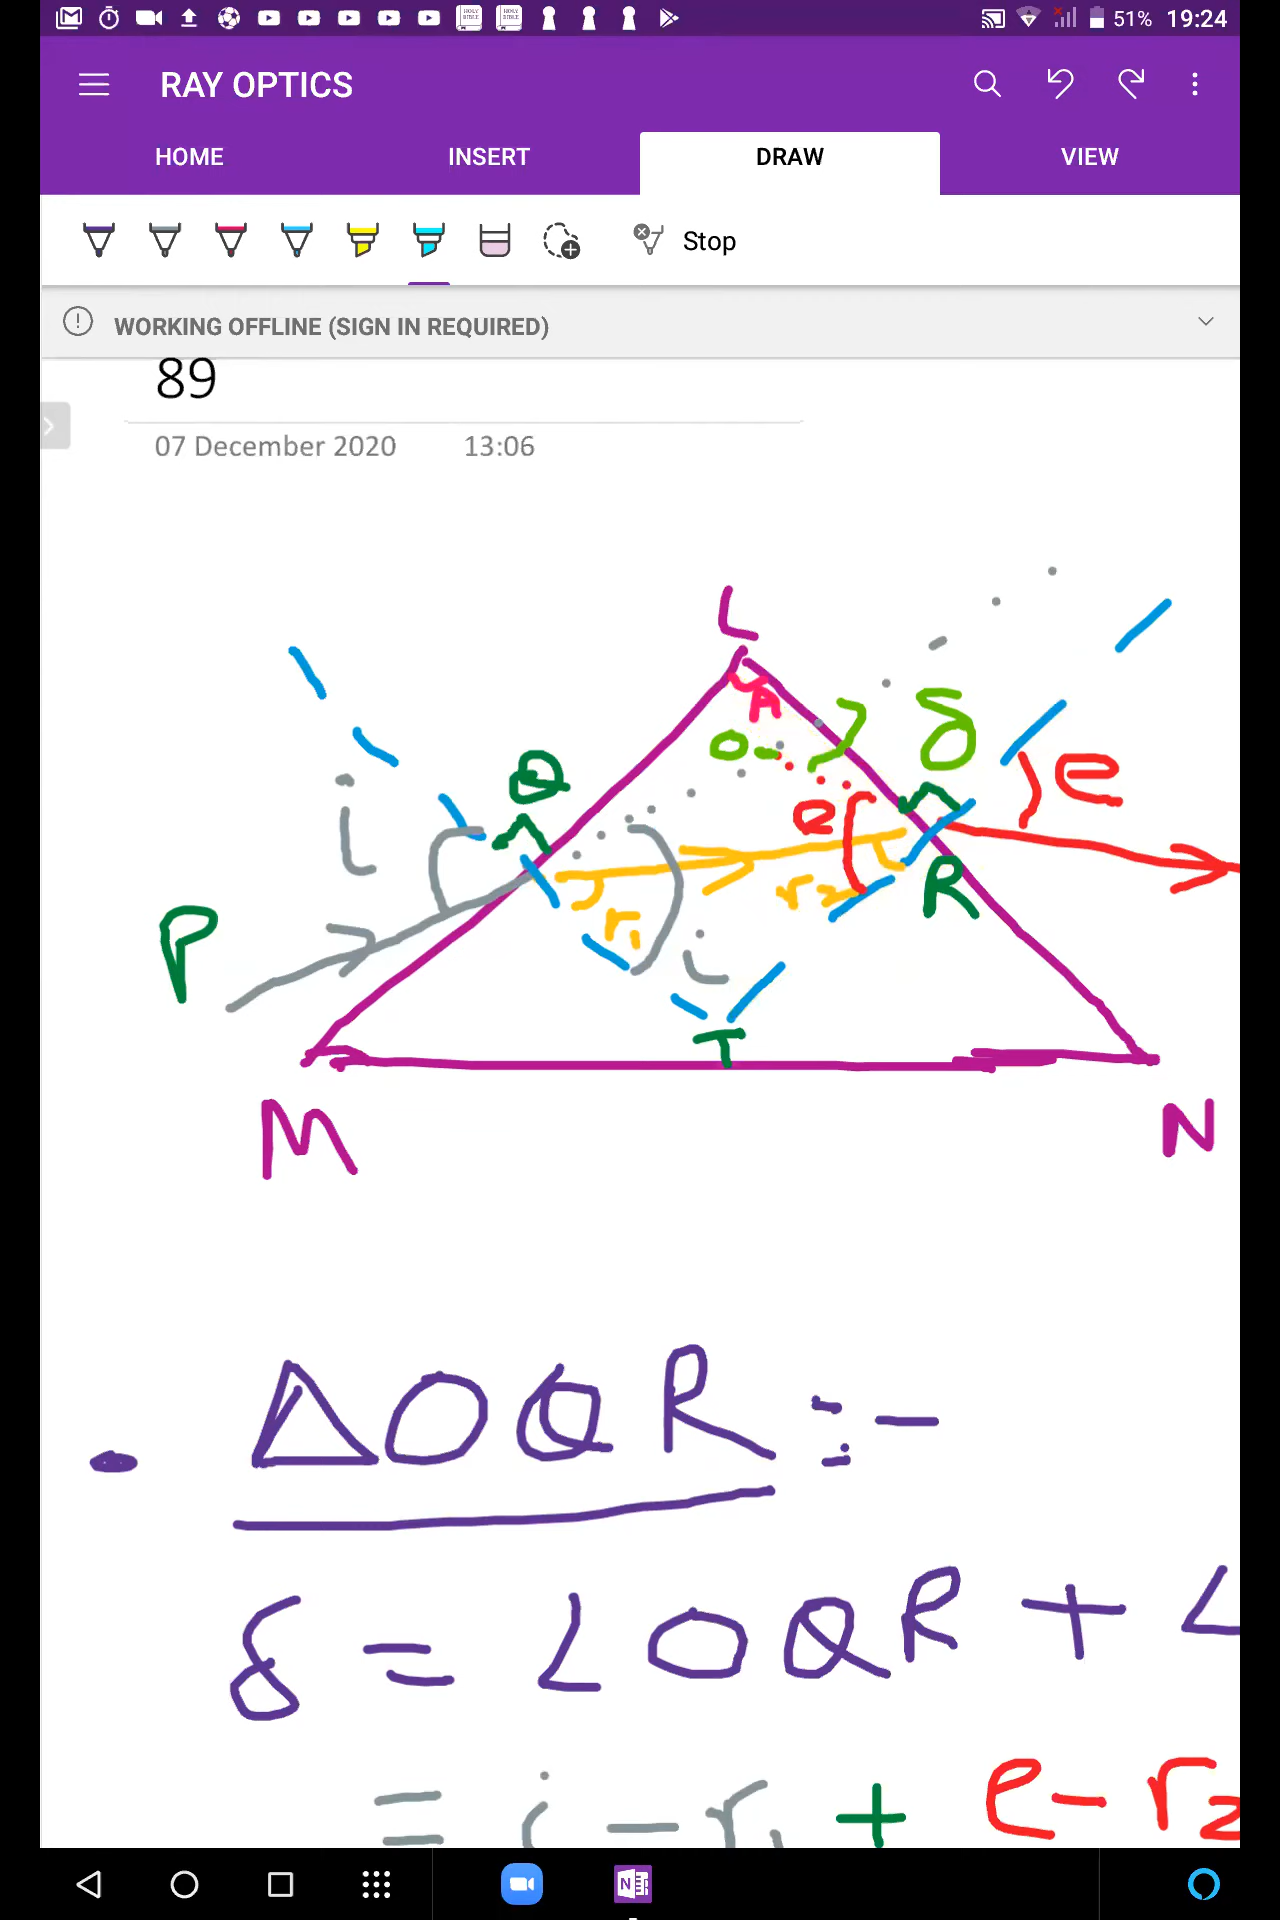 51% 19:24
RAY OPTICS
HOME INSERT DRAW VIEW
Stop
WORKING OFFLINE (SIGN IN REQUIRED)
89
07 December 2020 13:06
L
A
O δ
i Q e
e
P r₁ r₂ R
i
T
M N
ΔOQR :-
δ = ∠OQR + ∠
= i - r₁ + e - r₂